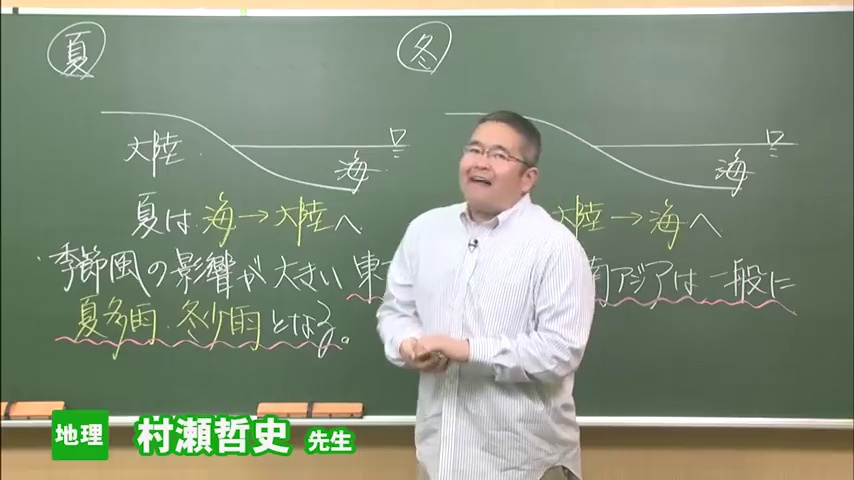 夏
冬
大陸
海
海
夏は 海→大陸へ
大陸→海へ
季節風の影響が大きい 東
南アジアは一般に
夏多雨・冬少雨となる。
地理 村瀬哲史 先生